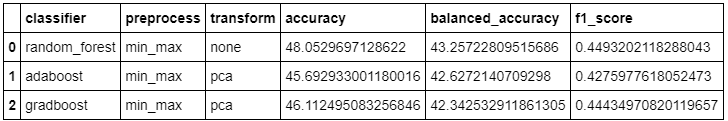 classifier preprocess transform accuracy balanced_accuracy f1_score
0 random_forest min_max none 48.0529697128622 43.25722809515686 0.4493202118288043
1 adaboost min_max pca 45.692933001180016 42.6272140709298 0.4275977618052473
2 gradboost min_max pca 46.112495083256846 42.342532911861305 0.44434970820119657